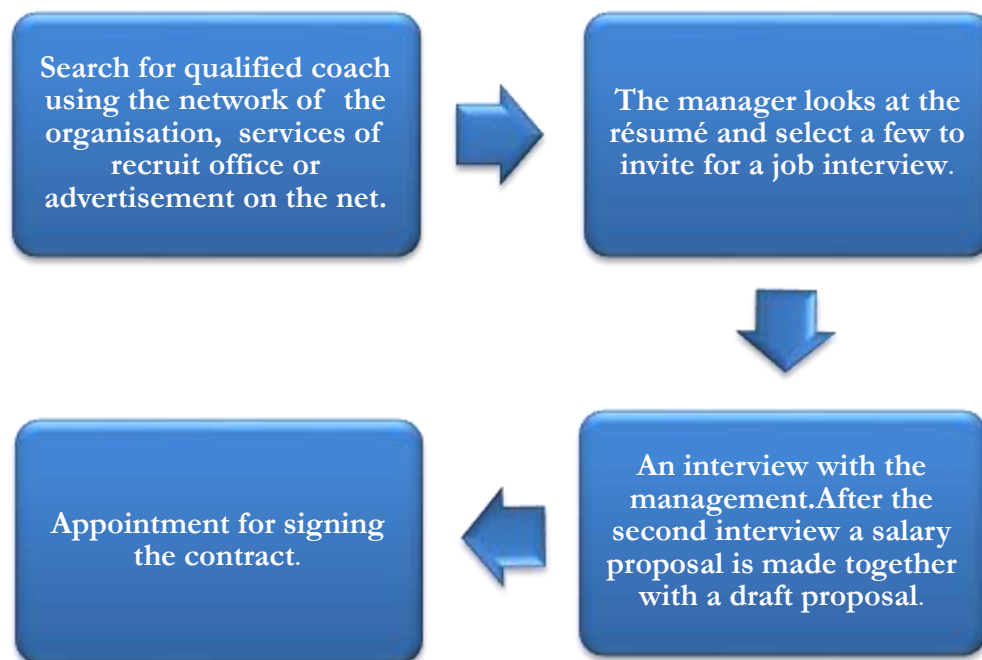 Search for qualified coach
using the network of the
organisation, services of
recruit office or
advertisement on the net.
The manager looks at the
résumé and select a few to
invite for a job interview.
An interview with the
management.After the
second interview a salary
proposal is made together
with a draft proposal.
Appointment for signing
the contract.